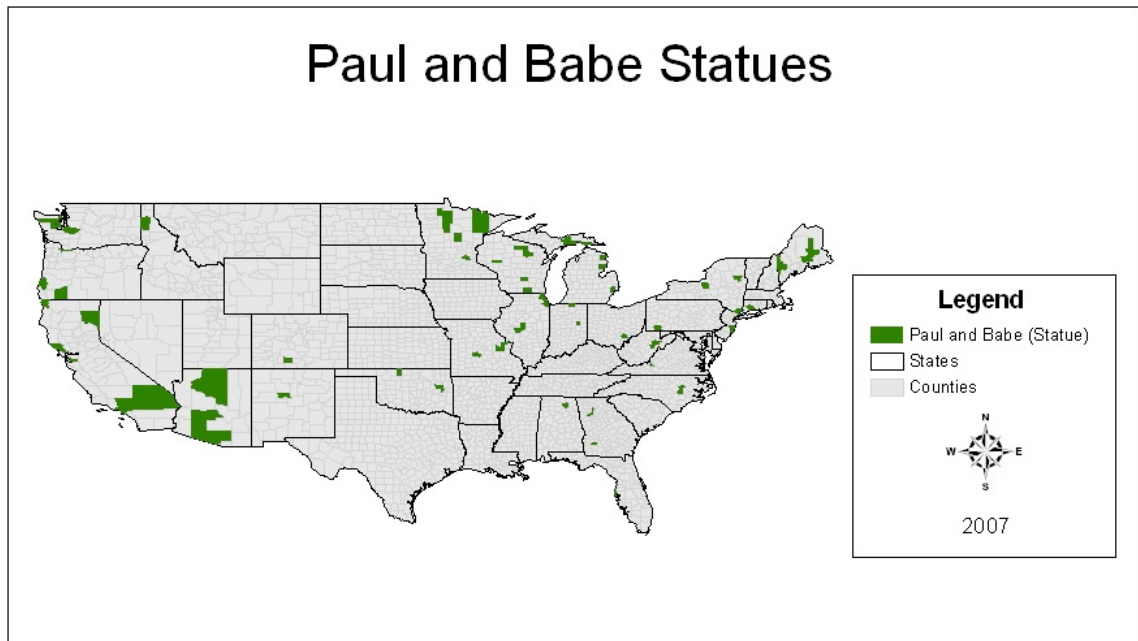 Paul and Babe Statues
Legend
Paul and Babe (Statue)
States
Counties
N
W E
S
2007